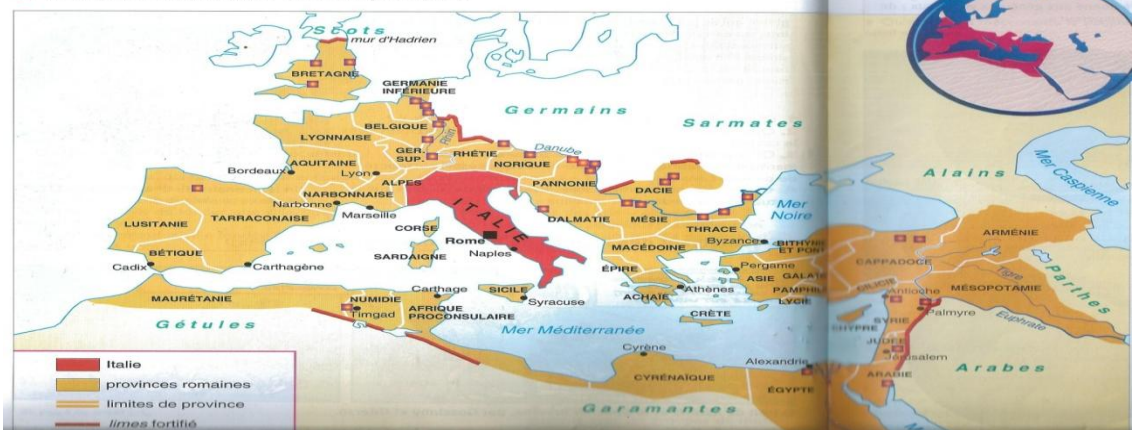 Scots
mur d'Hadrien
BRETAGNE
GERMANIE
INFÉRIEURE
Germains
Sarmates
Alains
Mer Caspienne
BELGIQUE
Rhin
LYONNAISE
GER.
SUP.
RHÉTIE
Danube
NORIQUE
AQUITAINE
Bordeaux
Lyon
PANNONIE
DACIE
ALPES
NARBONNAISE
Narbonne
Marseille
ITALIE
DALMATIE
MÉSIE
Mer
Noire
LUSITANIE
TARRACONAISE
CORSE
Rome
Naples
THRACE
Byzance
BITHYNIE
ET PONT
ARMÉNIE
MACÉDOINE
BÉTIQUE
SARDAIGNE
ÉPIRE
Pergame
ASIE
GALATIE
CAPPADOCE
Tigre
Parthes
Cadix
Carthagène
Carthage
SICILE
Syracuse
ACHAÏE
Athènes
PAMPHILIE
LYCIE
CILICIE
Antioche
MÉSOPOTAMIE
MAURÉTANIE
NUMIDIE
Timgad
AFRIQUE
PROCONSULAIRE
CRÈTE
CHYPRE
SYRIE
Palmyre
Euphrate
Gétules
Mer Méditerranée
Cyrène
Alexandrie
JUDÉE
Jérusalem
Arabes
CYRÉNAÏQUE
ÉGYPTE
ARABIE
Garamantes
Italie
provinces romaines
limites de province
limes fortifié